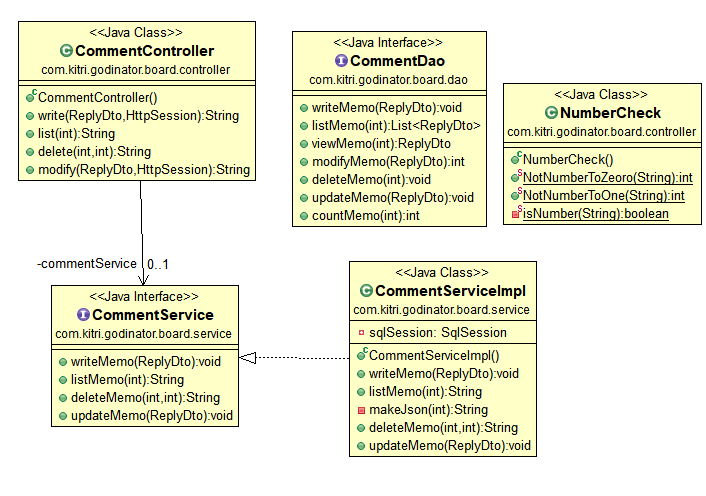 <<Java Class>>
CommentController
com.kitri.godinator.board.controller
CommentController()
write(ReplyDto,HttpSession):String
list(int):String
delete(int,int):String
modify(ReplyDto,HttpSession):String
<<Java Interface>>
CommentDao
com.kitri.godinator.board.dao
writeMemo(ReplyDto):void
listMemo(int):List<ReplyDto>
viewMemo(int):ReplyDto
modifyMemo(ReplyDto):int
deleteMemo(int):void
updateMemo(ReplyDto):void
countMemo(int):int
<<Java Class>>
NumberCheck
com.kitri.godinator.board.controller
NumberCheck()
NotNumberToZeoro(String):int
NotNumberToOne(String):int
isNumber(String):boolean
-commentService 0..1
<<Java Interface>>
CommentService
com.kitri.godinator.board.service
writeMemo(ReplyDto):void
listMemo(int):String
deleteMemo(int,int):String
updateMemo(ReplyDto):void
<<Java Class>>
CommentServiceImpl
com.kitri.godinator.board.service
sqlSession: SqlSession
CommentServiceImpl()
writeMemo(ReplyDto):void
listMemo(int):String
makeJson(int):String
deleteMemo(int,int):String
updateMemo(ReplyDto):void